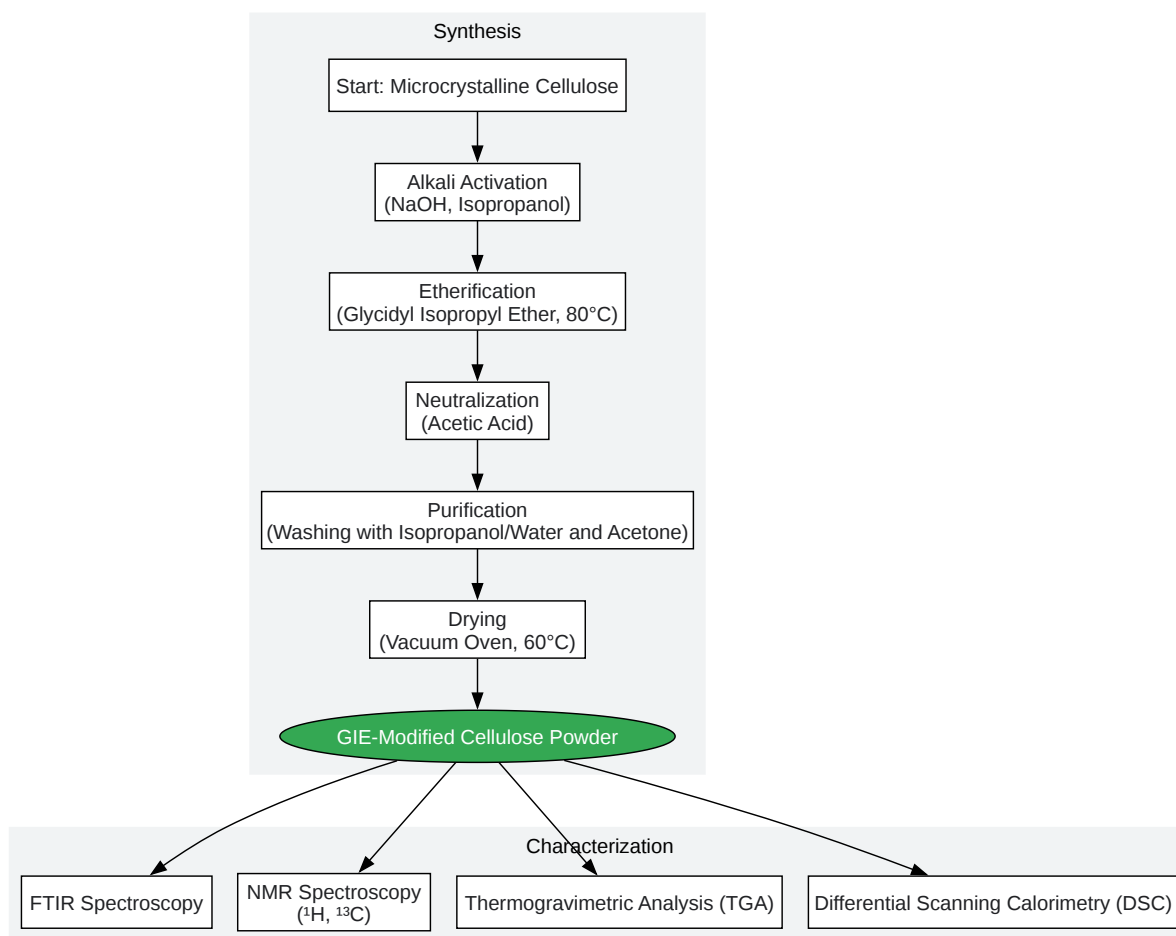 Synthesis
Start: Microcrystalline Cellulose
Alkali Activation
(NaOH, Isopropanol)
Etherification
(Glycidyl Isopropyl Ether, 80°C)
Neutralization
(Acetic Acid)
Purification
(Washing with Isopropanol/Water and Acetone)
Drying
(Vacuum Oven, 60°C)
GIE-Modified Cellulose Powder
Characterization
FTIR Spectroscopy
NMR Spectroscopy
(¹H, ¹³C)
Thermogravimetric Analysis (TGA)
Differential Scanning Calorimetry (DSC)